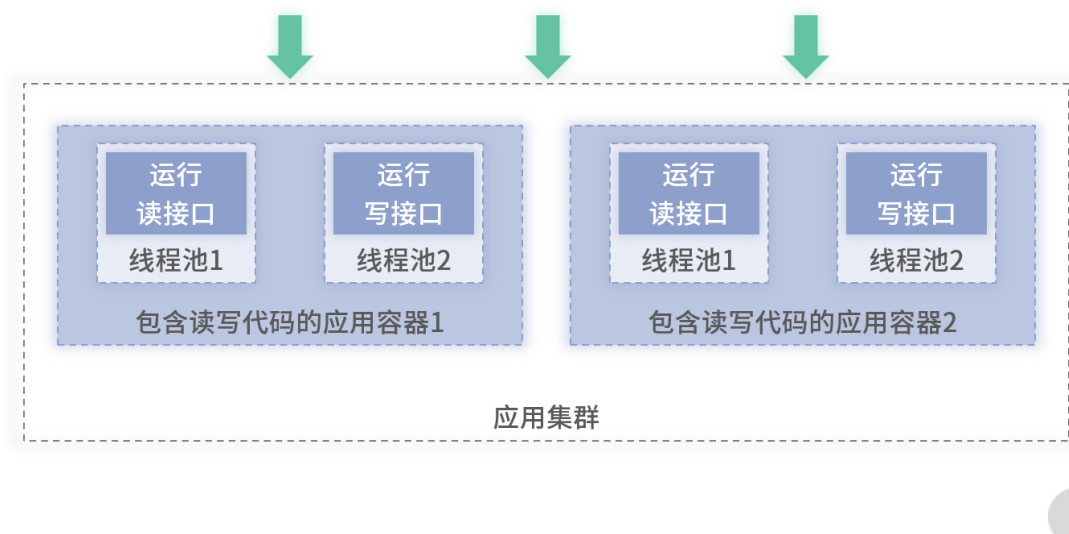 运行
读接口
线程池1
运行
写接口
线程池2
包含读写代码的应用容器1
运行
读接口
线程池1
运行
写接口
线程池2
包含读写代码的应用容器2
应用集群